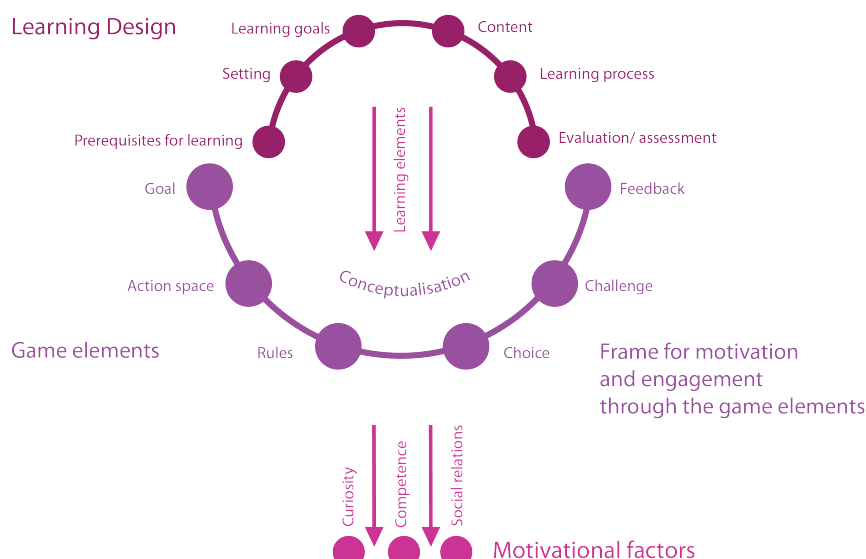 Learning Design
Learning goals
Content
Setting
Learning process
Prerequisites for learning
Evaluation/ assessment
Learning elements
Goal
Feedback
Conceptualisation
Action space
Challenge
Game elements
Rules
Choice
Frame for motivation
and engagement
through the game elements
Curiosity
Competence
Social relations
Motivational factors